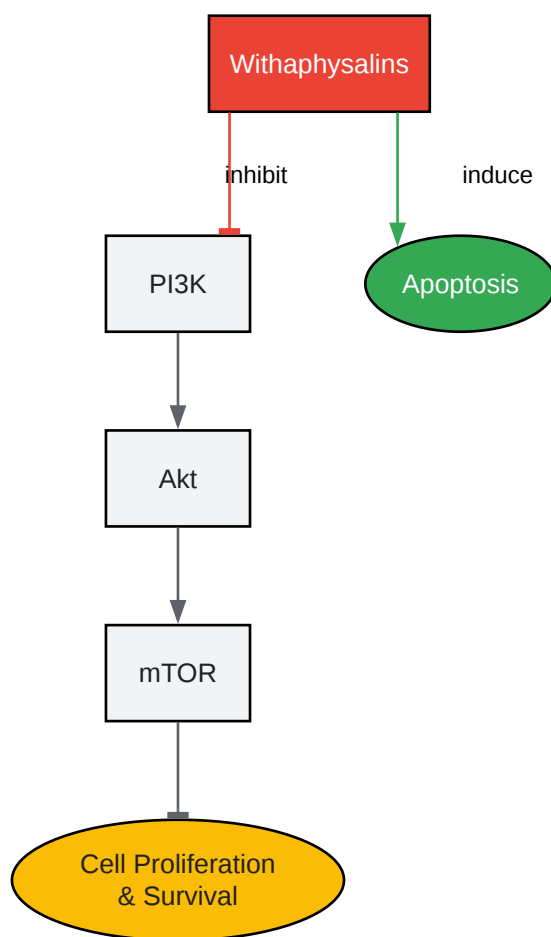 Withaphysalins
inhibit
induce
PI3K
Apoptosis
Akt
mTOR
Cell Proliferation
& Survival